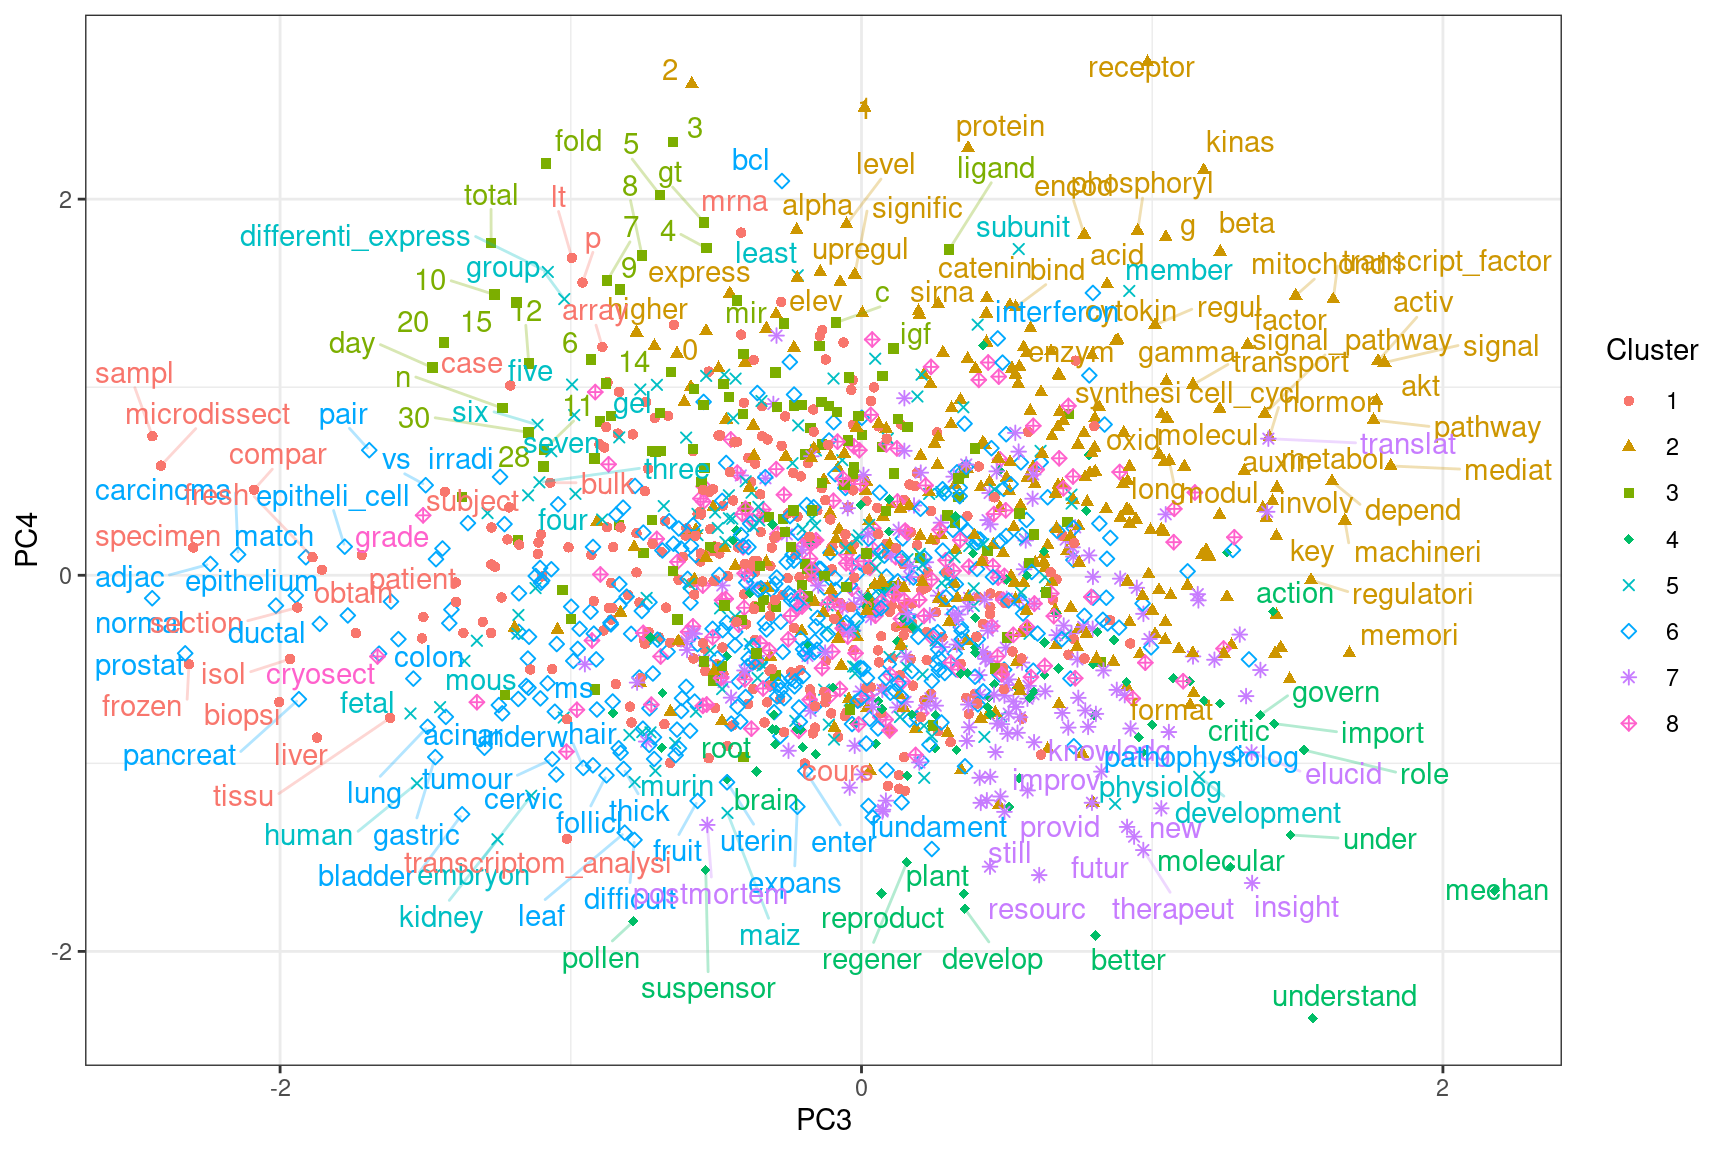 2
receptor
1
protein
kinas
fold
5
3
bcl
level
ligand
gt
encod
phosphoryl
total
lt
8
mrna
alpha
signific
differenti_express
p
7
4
least
upregul
subunit
g
beta
group
9
express
catenin
bind
acid
member
mitochondri
transcript_factor
10
12
array
higher
mir
elev
c
sirna
interferon
cytokin
regul
activ
20
15
6
igf
factor
signal_pathway
signal
day
case
five
14
0
enzym
gamma
transport
sampl
n
synthesi
cell_cycl
akt
microdissect
pair
30
six
11
gel
hormon
pathway
compar
vs
irradi
28
seven
three
oxid
molecul
translat
carcinoma
fresh
epitheli_cell
subject
bulk
long
modul
auxin
metabol
mediat
specimen
match
grade
four
involv
depend
adjac
epithelium
patient
key
machineri
obtain
action
regulatori
normal
section
ductal
memori
prostat
isol
cryosect
colon
mous
ms
govern
frozen
biopsi
fetal
format
critic
import
pancreat
liver
acinar
underw
hair
root
cours
knowledg
pathophysiolog
elucid
role
tissu
lung
tumour
cervic
thick
murin
brain
improv
physiolog
development
human
gastric
follicl
fruit
uterin
enter
fundament
provid
new
under
bladder
embryon
transcriptom_analysi
still
futur
molecular
kidney
leaf
difficult
postmortem
expans
plant
resourc
therapeut
insight
mechan
maiz
reproduct
pollen
regener
develop
better
suspensor
understand
2
0
-2
-2
0
2
PC3
PC4
Cluster
1
2
3
4
5
6
7
8